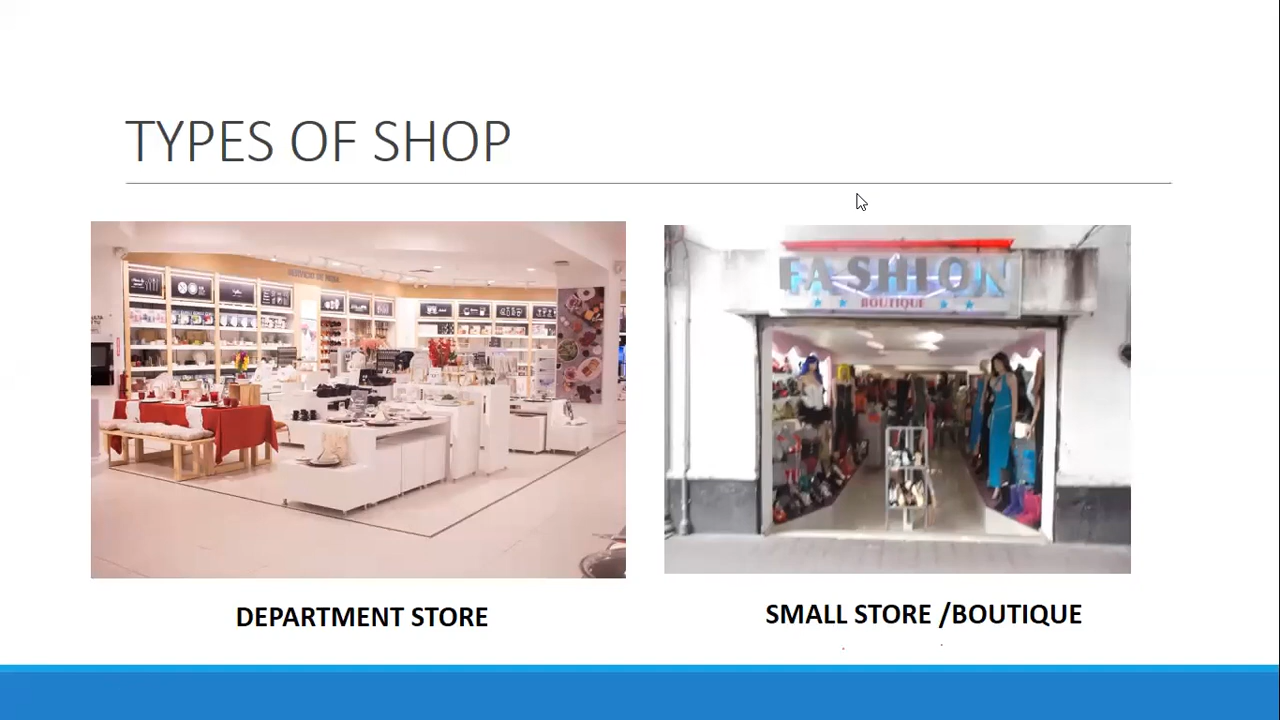 TYPES OF SHOP
FASHION
BOUTIQUE
DEPARTMENT STORE
SMALL STORE /BOUTIQUE